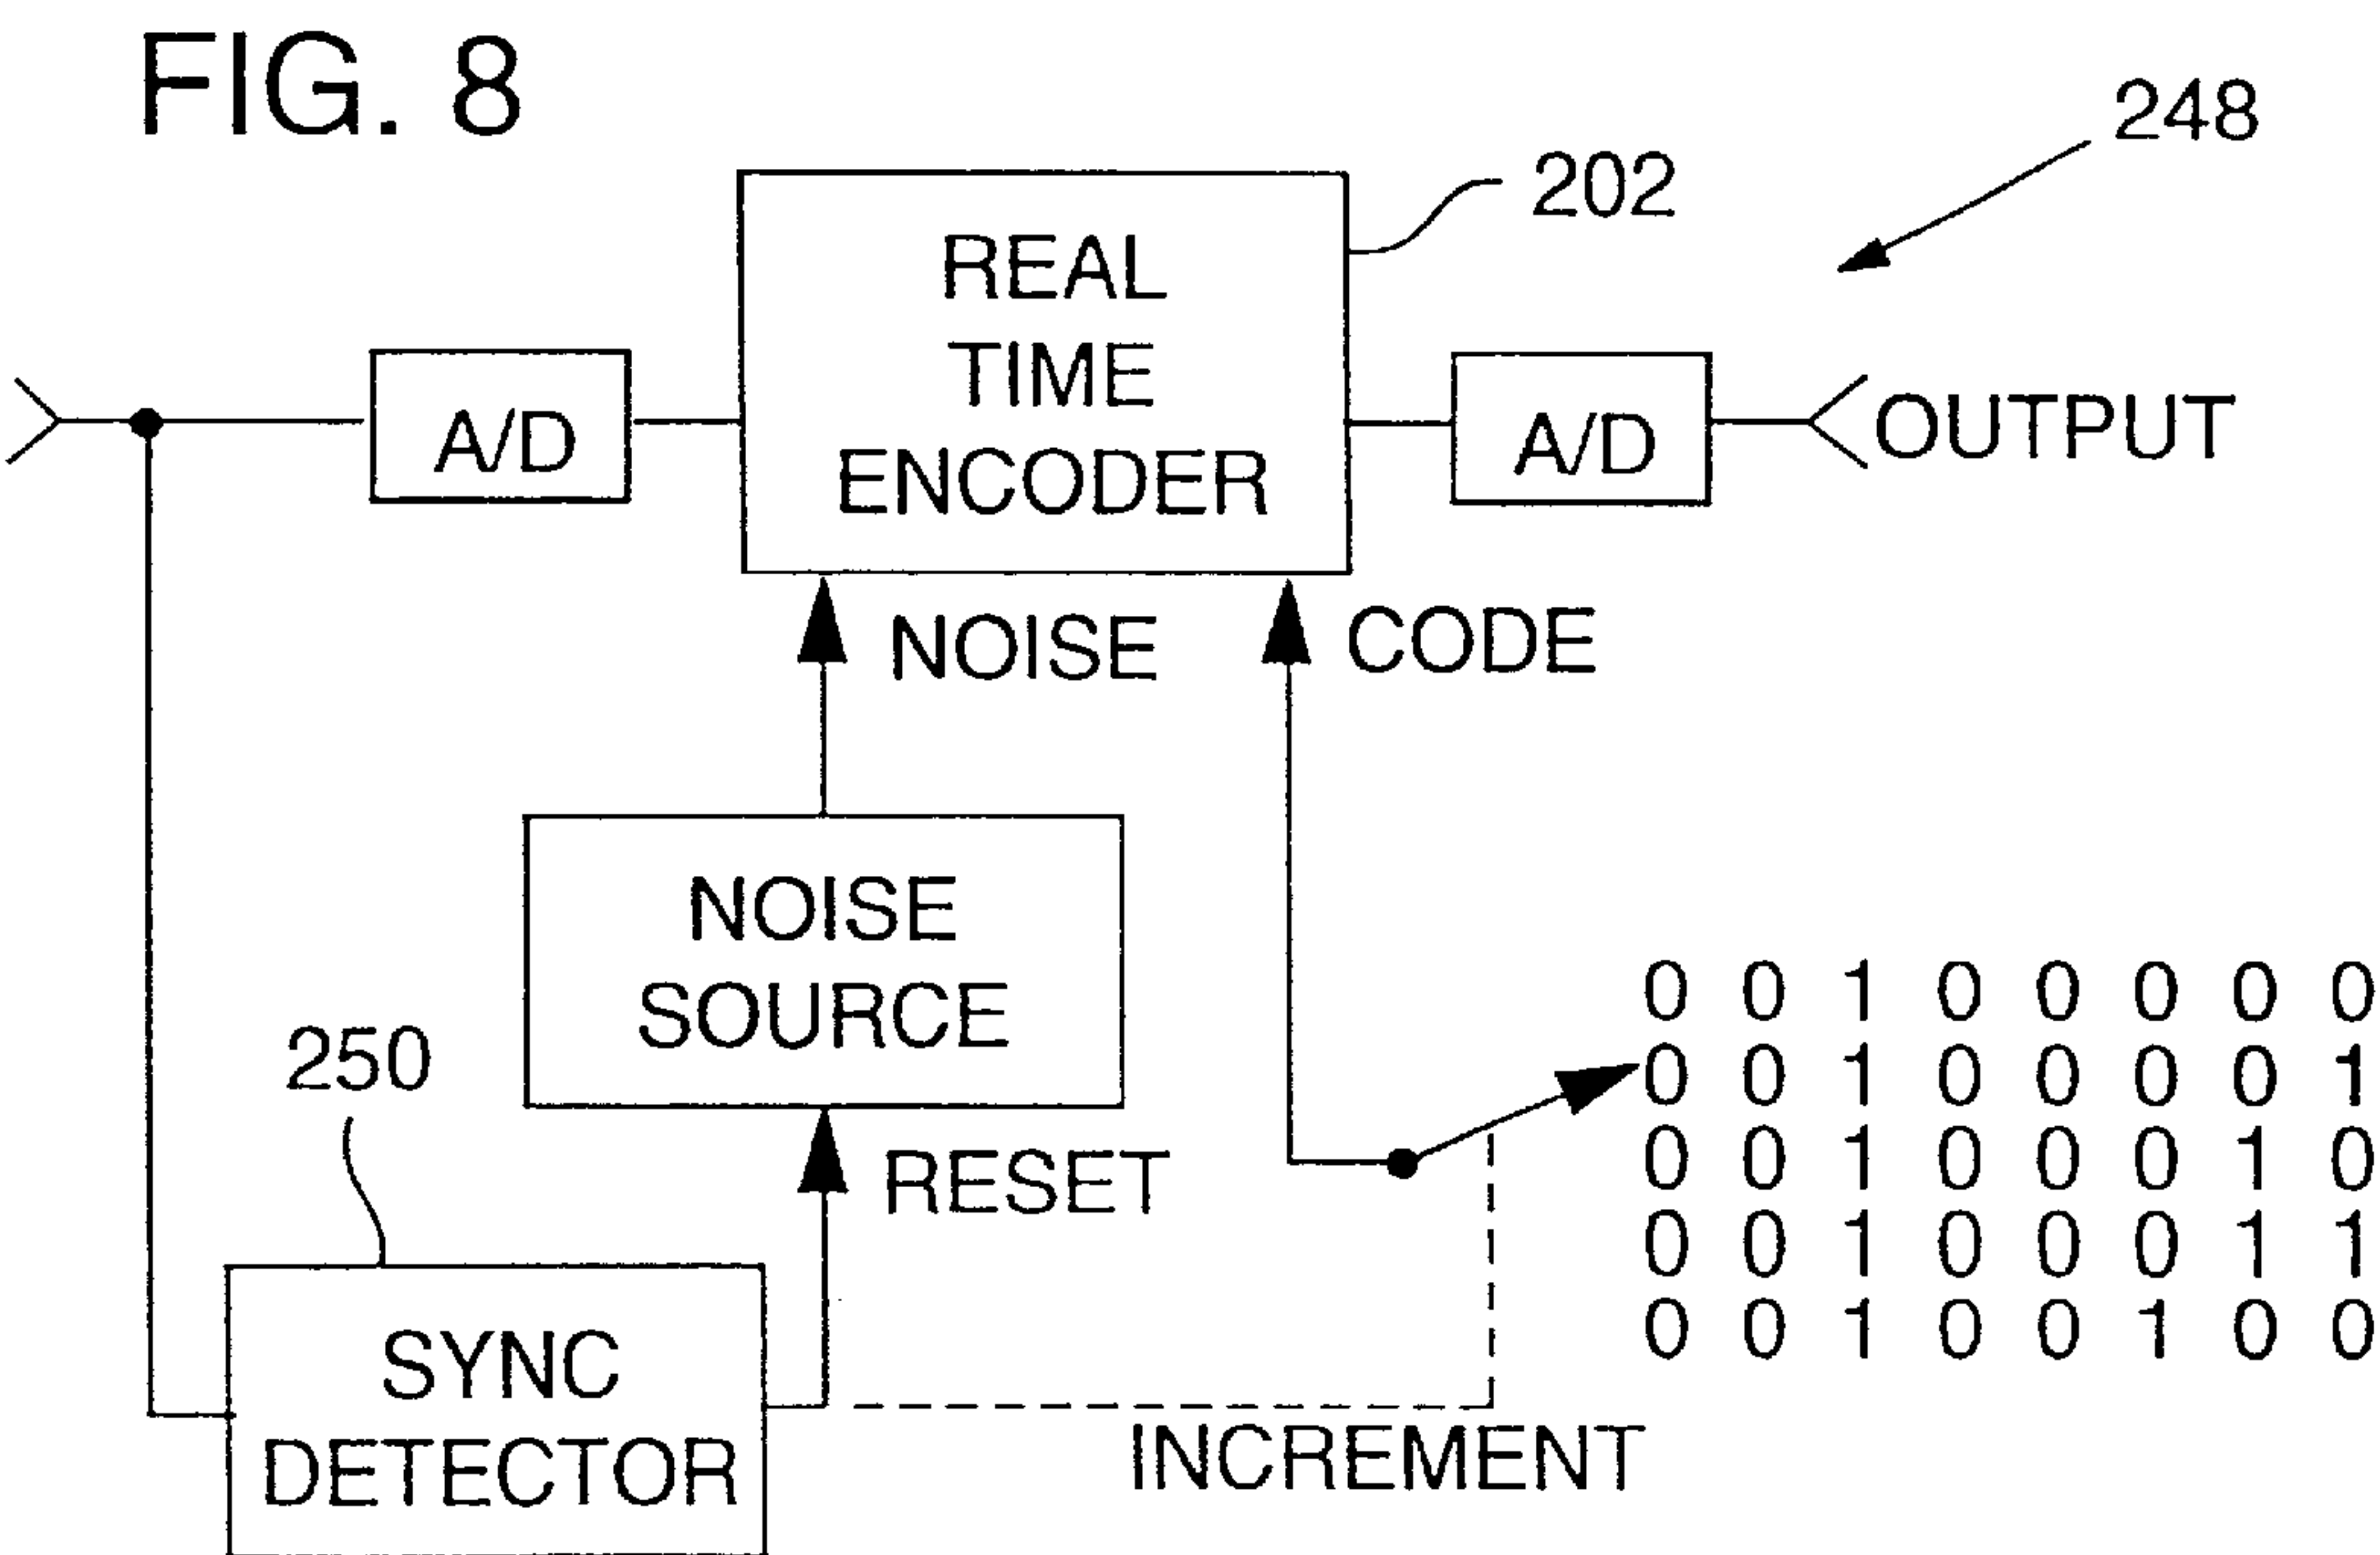 FIG. 8
248
202
REAL
TIME
ENCODER
A/D
A/D
OUTPUT
NOISE
CODE
NOISE
SOURCE
250
RESET
0 0 1 0 0 0 0 0
0 0 1 0 0 0 0 1
0 0 1 0 0 0 1 0
0 0 1 0 0 0 1 1
0 0 1 0 0 1 0 0
SYNC
DETECTOR
INCREMENT